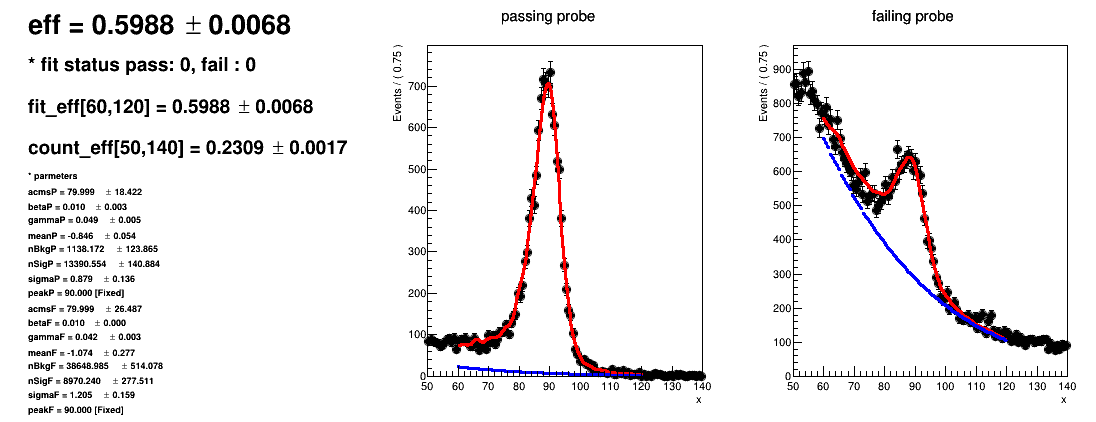 eff = 0.5988 ± 0.0068
* fit status pass: 0, fail : 0
fit_eff[60,120] = 0.5988 ± 0.0068
count_eff[50,140] = 0.2309 ± 0.0017
* parmeters
acmsP = 79.999 ± 18.422
betaP = 0.010 ± 0.003
gammaP = 0.049 ± 0.005
meanP = -0.846 ± 0.054
nBkgP = 1138.172 ± 123.865
nSigP = 13390.554 ± 140.884
sigmaP = 0.879 ± 0.136
peakP = 90.000 [Fixed]
acmsF = 79.999 ± 26.487
betaF = 0.010 ± 0.000
gammaF = 0.042 ± 0.003
meanF = -1.074 ± 0.277
nBkgF = 38648.985 ± 514.078
nSigF = 8970.240 ± 277.511
sigmaF = 1.205 ± 0.159
peakF = 90.000 [Fixed]
passing probe
Events / ( 0.75 )
700
600
500
400
300
200
100
0
50 60 70 80 90 100 110 120 130 140
x
failing probe
Events / ( 0.75 )
900
800
700
600
500
400
300
200
100
0
50 60 70 80 90 100 110 120 130 140
x